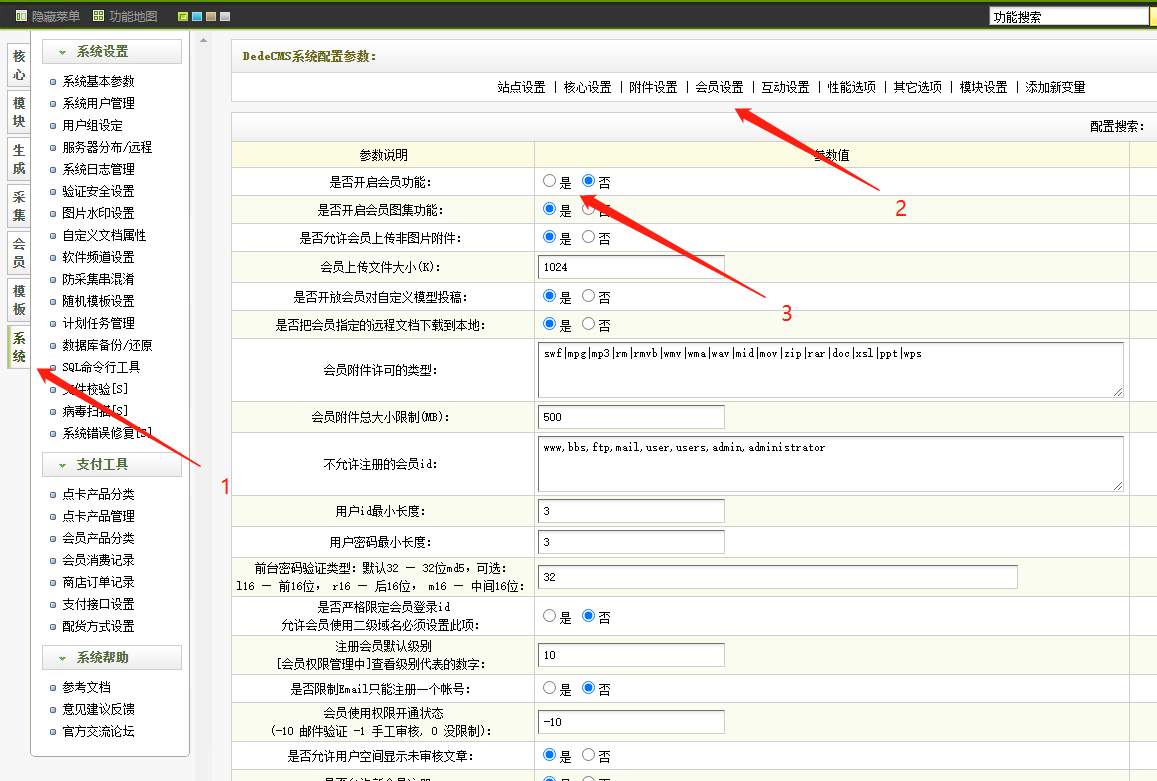 隐藏菜单 功能地图 功能搜索
核心
模块
生成
采集
会员
模板
系统
系统设置
系统基本参数
系统用户管理
用户组设定
服务器分布/远程
系统日志管理
验证安全设置
图片水印设置
自定义文档属性
软件频道设置
防采集串混淆
随机模板设置
计划任务管理
数据库备份/还原
SQL命令行工具
文件校验[S]
病毒扫描[S]
系统错误修复[S]
支付工具
点卡产品分类
点卡产品管理
会员产品分类
会员消费记录
商店订单记录
支付接口设置
配货方式设置
系统帮助
参考文档
意见建议反馈
官方交流论坛
1
DedeCMS系统配置参数：
站点设置 | 核心设置 | 附件设置 | 会员设置 | 互动设置 | 性能选项 | 其它选项 | 模块设置 | 添加新变量
配置搜索：
参数说明 参数值
2
是否开启会员功能： 是 否
是否开启会员图集功能： 是 否
是否允许会员上传非图片附件： 是 否
会员上传文件大小(K)： 1024
是否开放会员对自定义模型投稿： 是 否
3
是否把会员指定的远程文档下载到本地： 是 否
会员附件许可的类型： swf|mpg|mp3|rm|rmvb|wmv|wma|wav|mid|mov|zip|rar|doc|xsl|ppt|wps
会员附件总大小限制(MB)： 500
不允许注册的会员id： www,bbs,ftp,mail,user,users,admin,administrator
用户id最小长度： 3
用户密码最小长度： 3
前台密码验证类型：默认32 — 32位md5，可选：
l16 — 前16位， r16 — 后16位， m16 — 中间16位： 32
是否严格限定会员登录id
允许会员使用二级域名必须设置此项： 是 否
注册会员默认级别
[会员权限管理中]查看级别代表的数字： 10
是否限制Email只能注册一个帐号： 是 否
会员使用权限开通状态
(-10 邮件验证 -1 手工审核, 0 没限制)： -10
是否允许用户空间显示未审核文章： 是 否